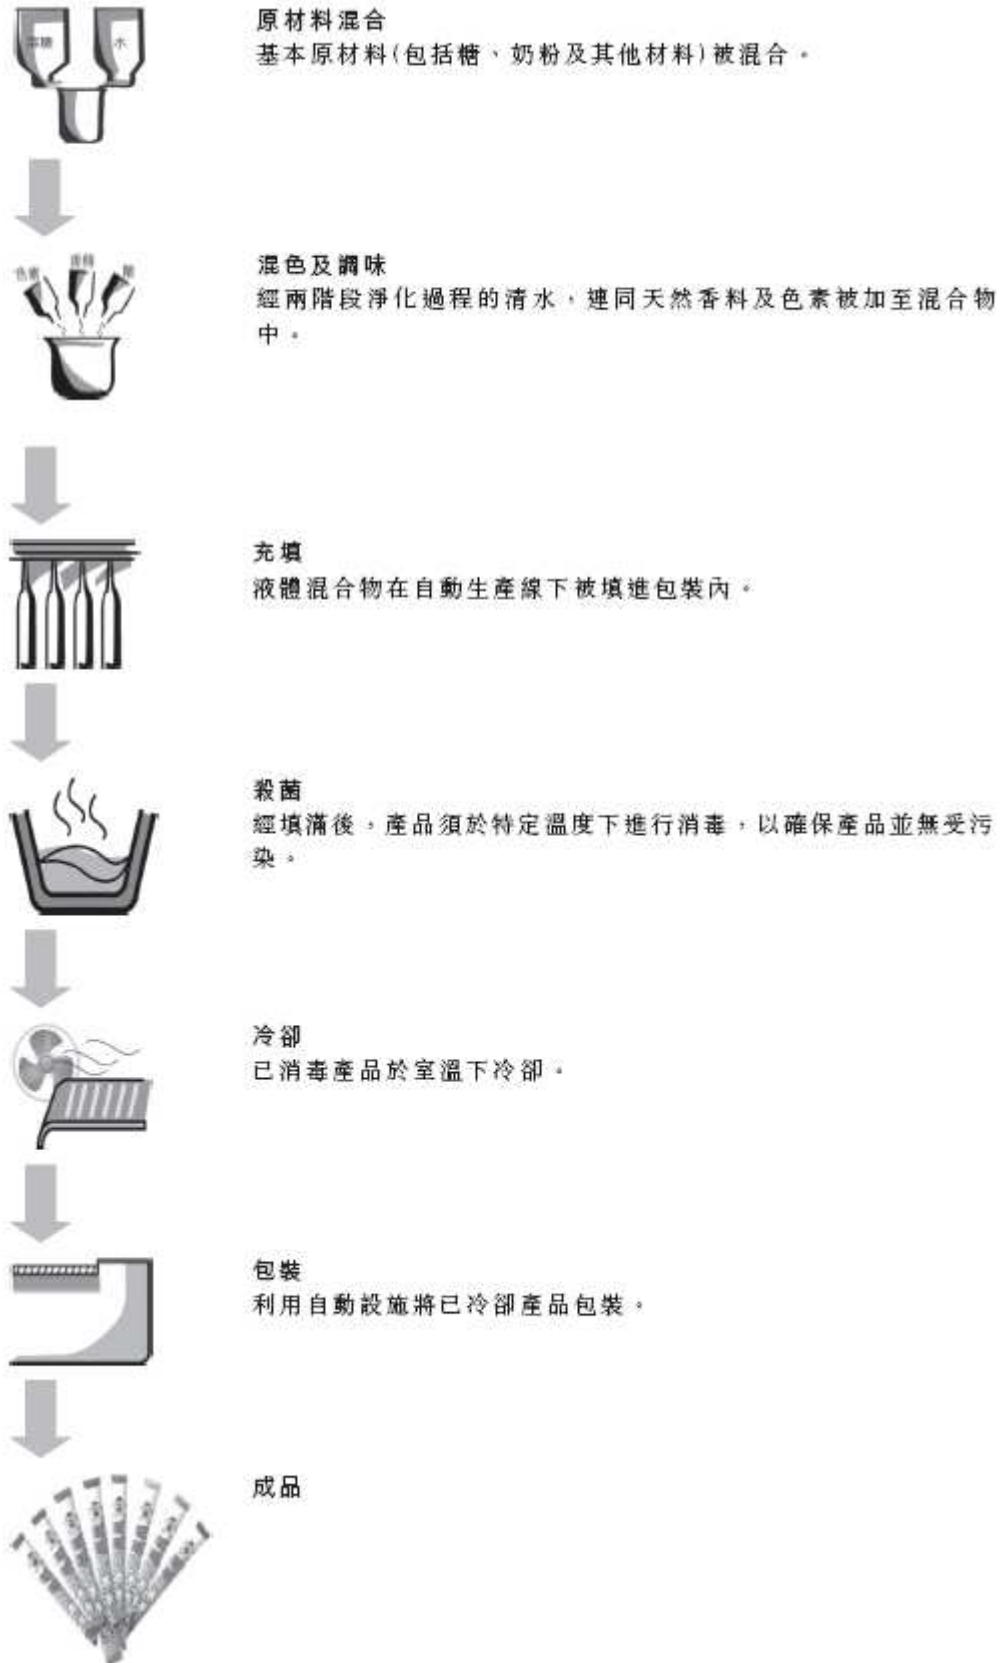 原材料混合
基本原材料(包括糖、奶粉及其他材料)被混合。
水
混色及調味
經兩階段淨化過程的清水，連同天然香料及色素被加至混合物
中。
色素
充填
液體混合物在自動生產線下被填進包裝內。
殺菌
經填滿後，產品須於特定溫度下進行消毒，以確保產品並無受污
染。
冷卻
已消毒產品於室溫下冷卻。
包裝
利用自動設施將已冷卻產品包裝。
成品